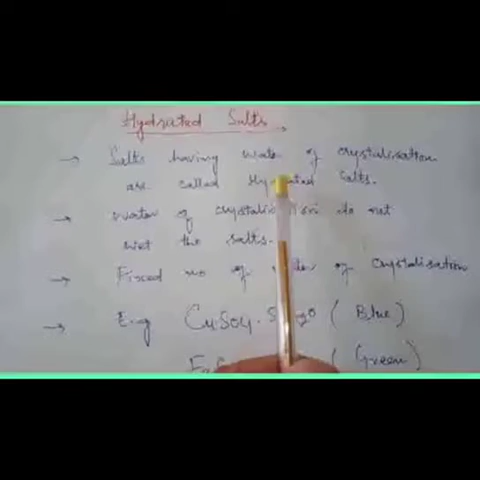 Hydrated Salts
→ Salts having water of crystalisation
are called Hydrated Salts.
→ water of crystalisation do not
wet the salts.
→ Fixed no of water of crystalisation
→ E.g CuSO4. 5H2O ( Blue )
( Green )